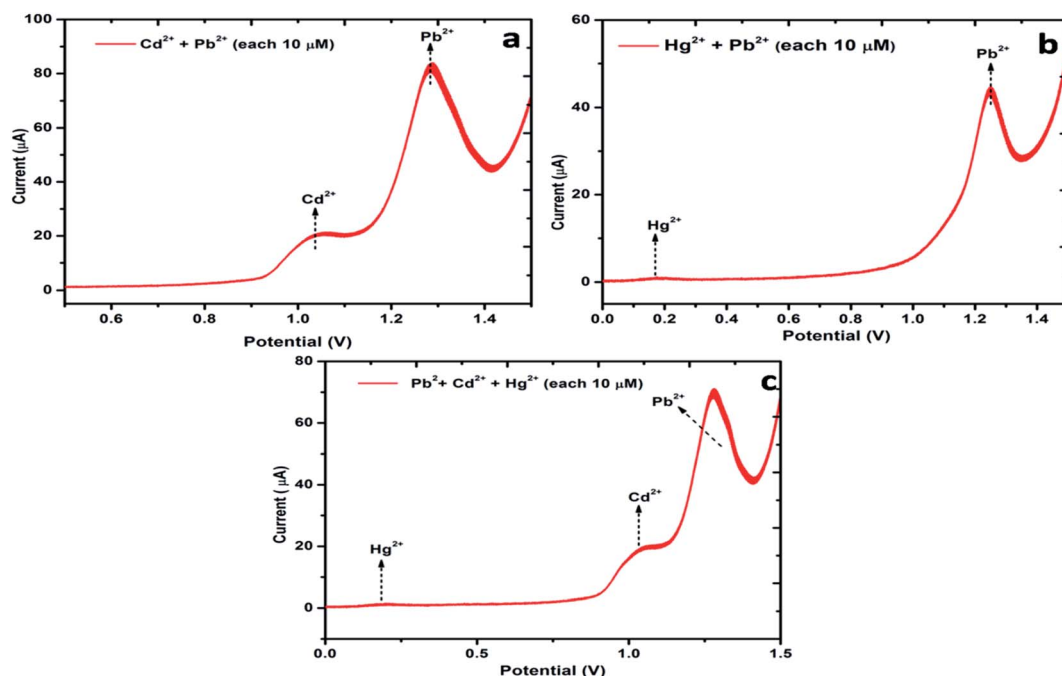 a
Cd²⁺ + Pb²⁺ (each 10 μM)
Pb²⁺
Cd²⁺
100
80
60
40
20
0
Current (μA)
0.6 0.8 1.0 1.2 1.4
Potential (V)
b
Hg²⁺ + Pb²⁺ (each 10 μM)
Pb²⁺
Hg²⁺
60
40
20
0
Current (μA)
0.0 0.2 0.4 0.6 0.8 1.0 1.2 1.4
Potential (V)
c
Pb²+ Cd²⁺ + Hg²⁺ (each 10 μM)
Pb²⁺
Cd²⁺
Hg²⁺
80
60
40
20
0
Current ( μA)
0.0 0.5 1.0 1.5
Potential (V)